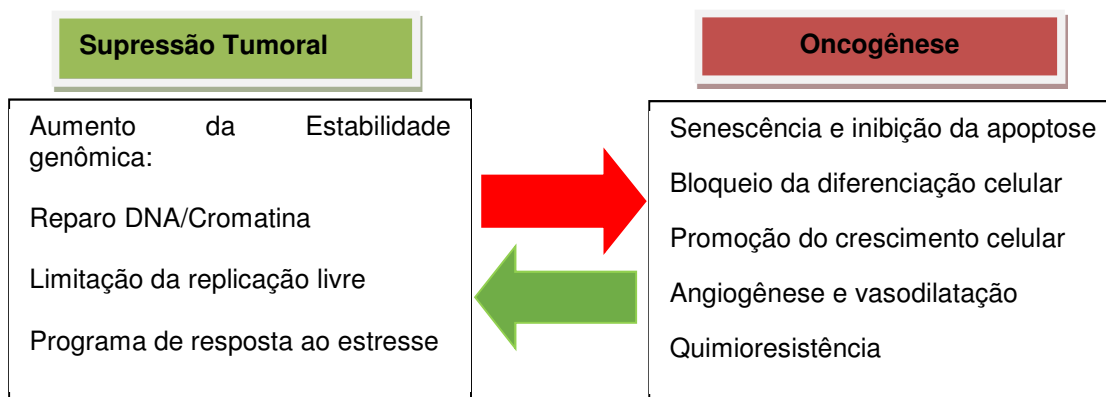 Supressão Tumoral
Aumento da Estabilidade
genômica:
Reparo DNA/Cromatina
Limitação da replicação livre
Programa de resposta ao estresse
Oncogênese
Senescência e inibição da apoptose
Bloqueio da diferenciação celular
Promoção do crescimento celular
Angiogênese e vasodilatação
Quimioresistência